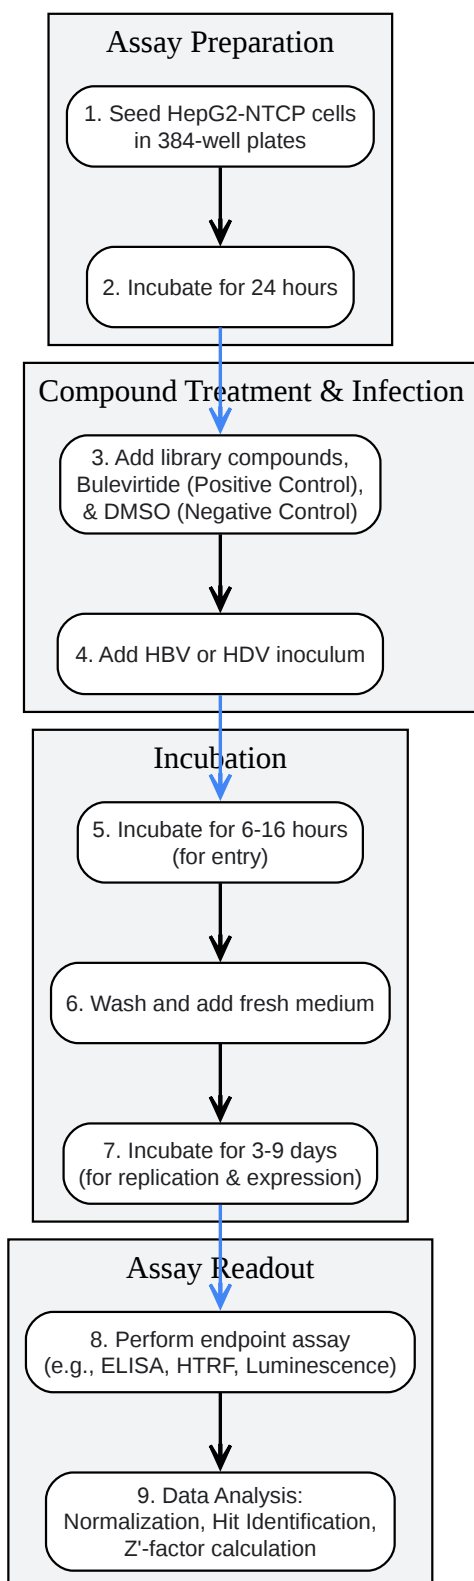 Assay Preparation
1. Seed HepG2-NTCP cells
in 384-well plates
2. Incubate for 24 hours
Compound Treatment & Infection
3. Add library compounds,
Bulevirtide (Positive Control),
& DMSO (Negative Control)
4. Add HBV or HDV inoculum
Incubation
5. Incubate for 6-16 hours
(for entry)
6. Wash and add fresh medium
7. Incubate for 3-9 days
(for replication & expression)
Assay Readout
8. Perform endpoint assay
(e.g., ELISA, HTRF, Luminescence)
9. Data Analysis:
Normalization, Hit Identification,
Z'-factor calculation